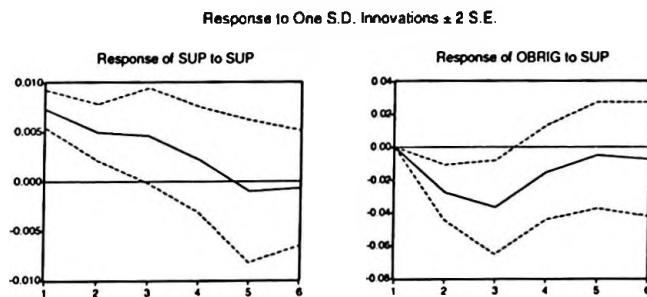 Response to One S.D. Innovations ± 2 S.E.
Response of SUP to SUP
Response of OBRIG to SUP
0.010
0.005
0.000
-0.005
-0.010
1 2 3 4 5 6
0.04
0.02
0.00
-0.02
-0.04
-0.06
-0.08
1 2 3 4 5 6